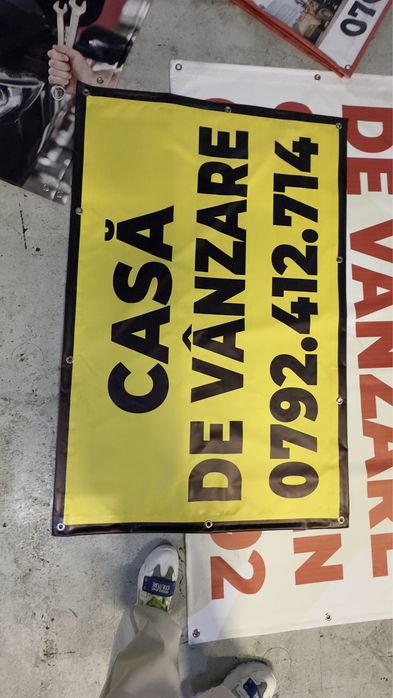 CASĂ
DE VÂNZARE
0792.412.714
DE VANZARE